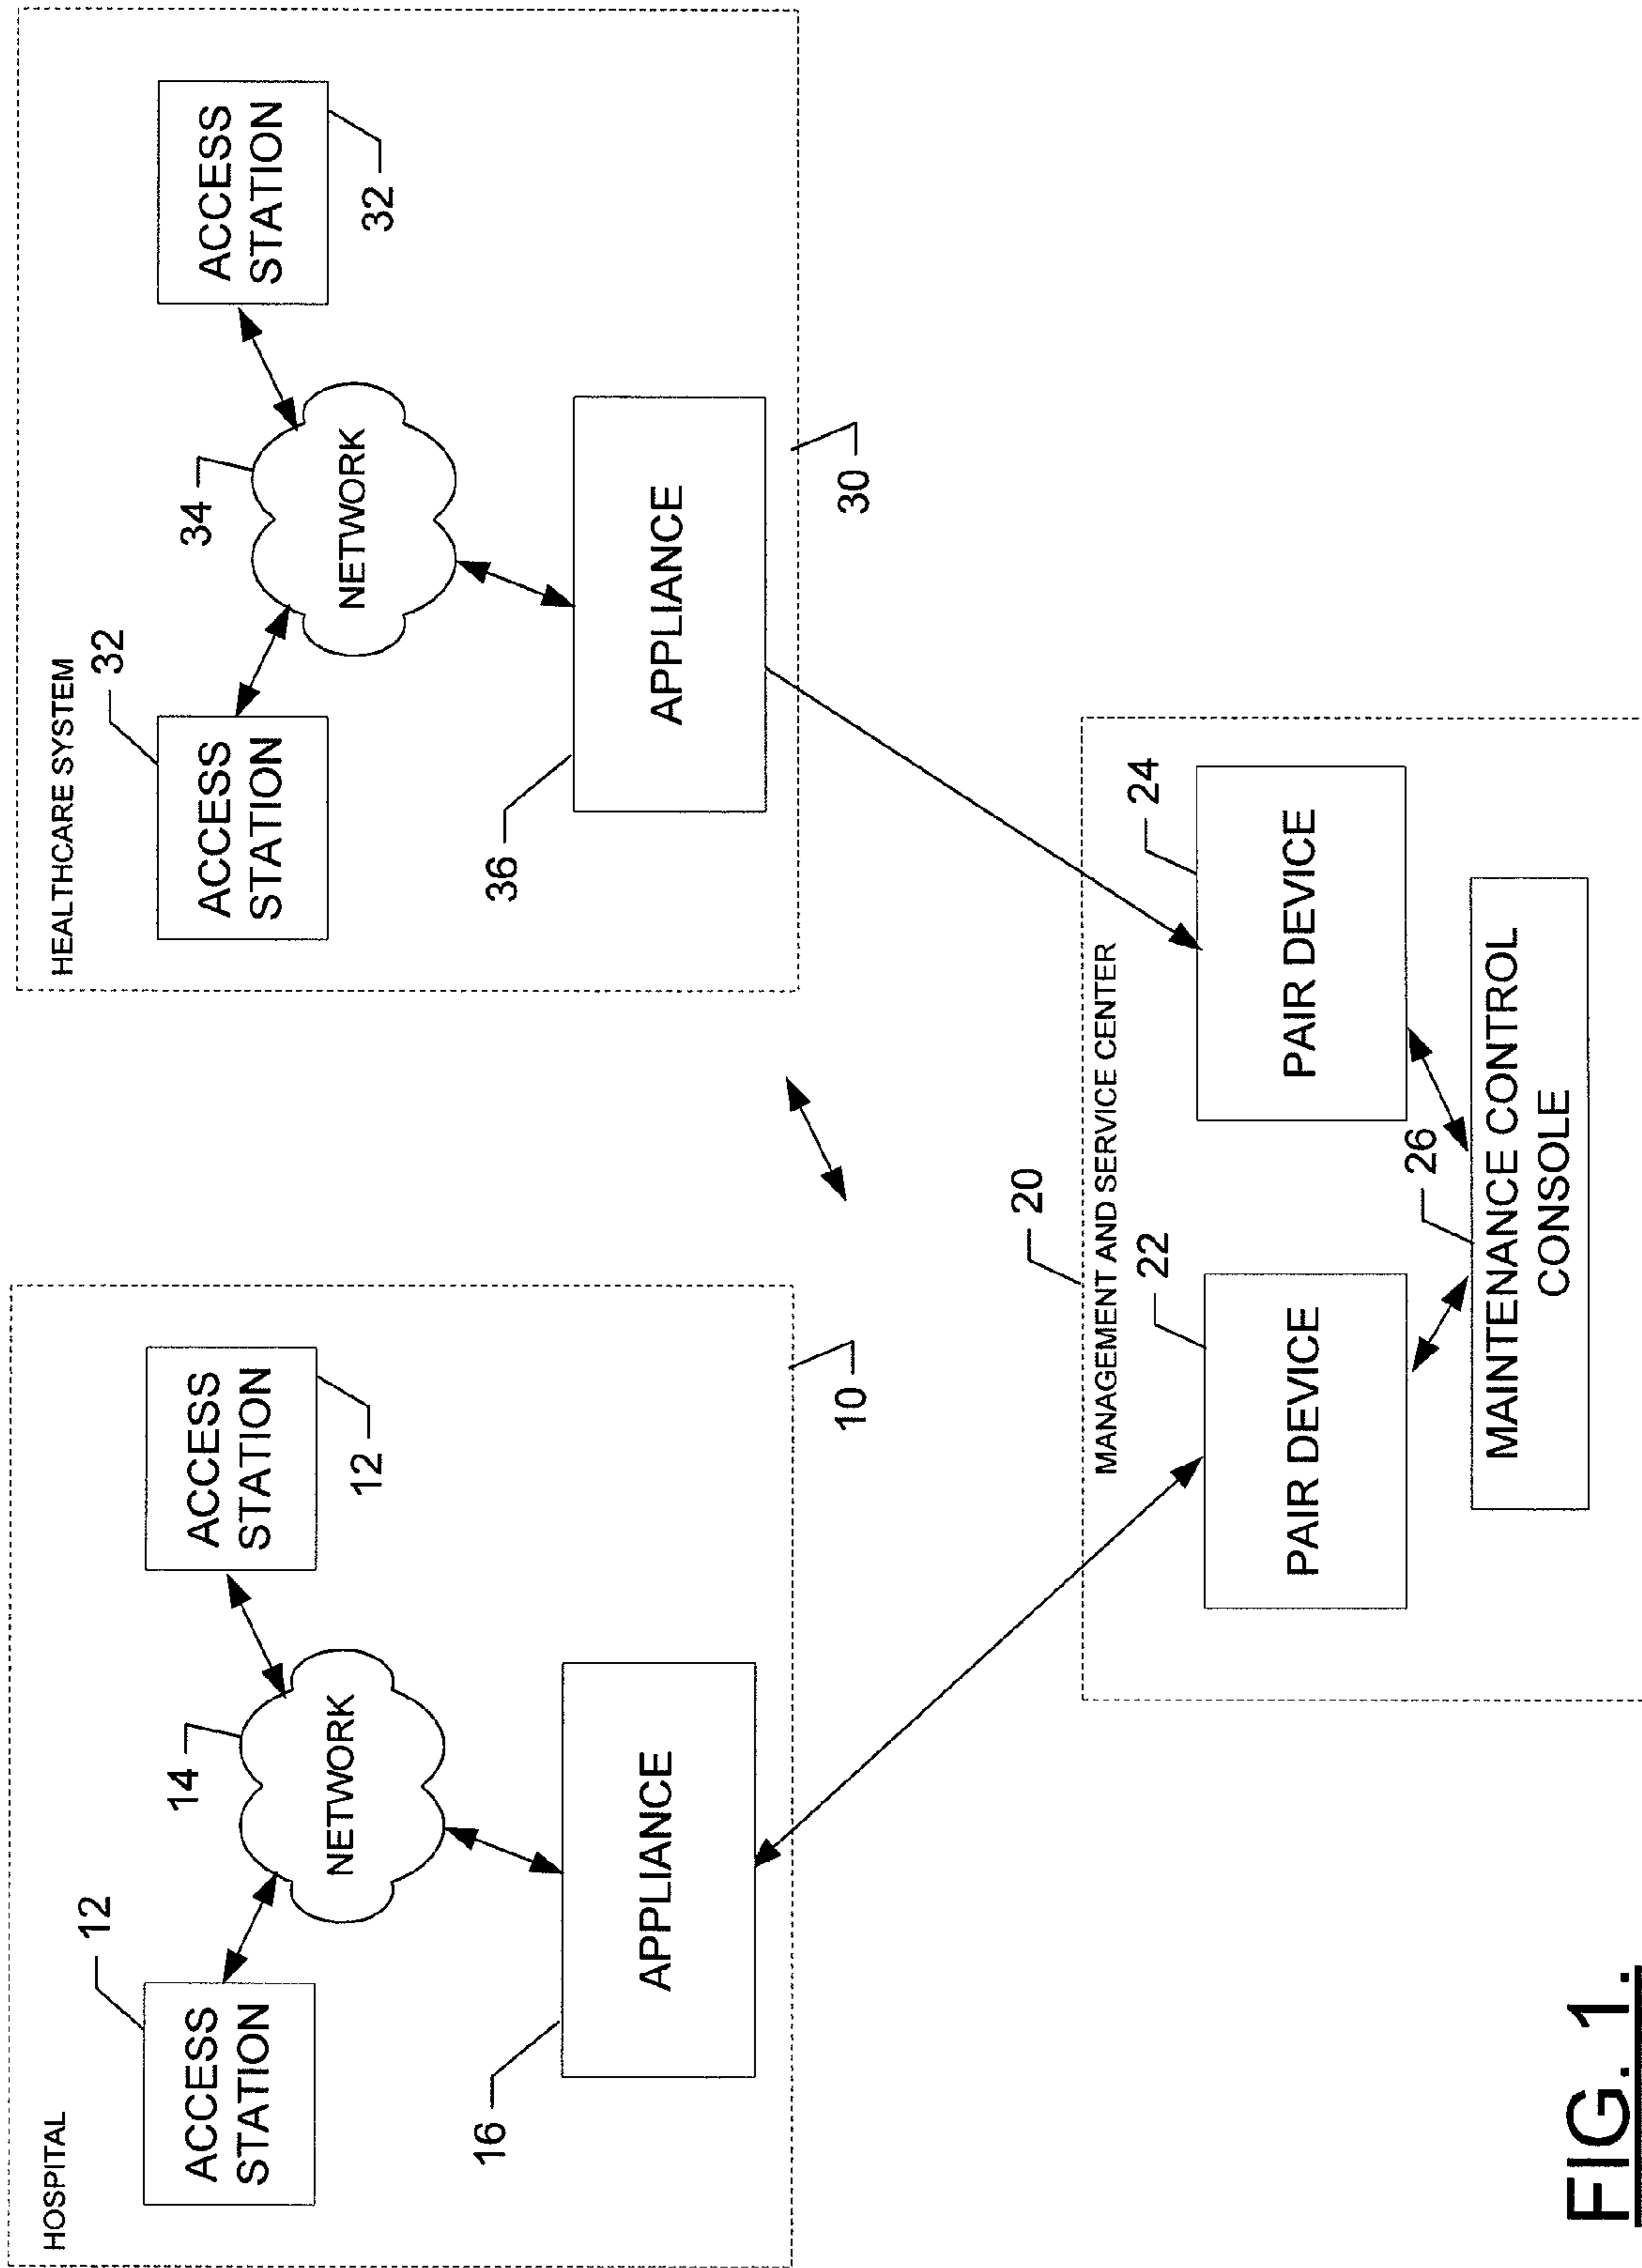 HOSPITAL
12
ACCESS
STATION
14
NETWORK
ACCESS
STATION
12
16
APPLIANCE
10
HEALTHCARE SYSTEM
32
ACCESS
STATION
34
NETWORK
ACCESS
STATION
32
36
APPLIANCE
30
20
MANAGEMENT AND SERVICE CENTER
22
PAIR DEVICE
24
PAIR DEVICE
26
MAINTENANCE CONTROL
CONSOLE
FIG. 1.